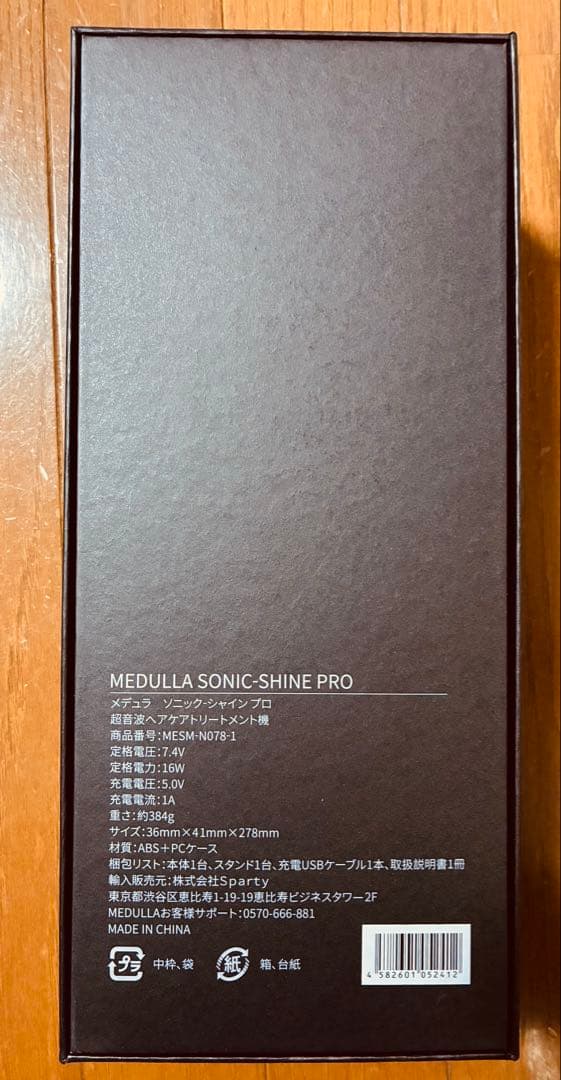 MEDULLA SONIC-SHINE PRO
メデュラ　ソニック-シャイン プロ
超音波ヘアケアトリートメント機
商品番号：MESM-N078-1
定格電圧：7.4V
定格電力：16W
充電電圧：5.0V
充電電流：1A
重さ：約384g
サイズ：36mm×41mm×278mm
材質：ABS＋PCケース
梱包リスト：本体1台、スタンド1台、充電USBケーブル1本、取扱説明書1冊
輸入販売元：株式会社Sparty
東京都渋谷区恵比寿1-19-19恵比寿ビジネスタワー2F
MEDULLAお客様サポート：0570-666-881
MADE IN CHINA
プラ 中枠、袋 紙 箱、台紙
4 582601 052412